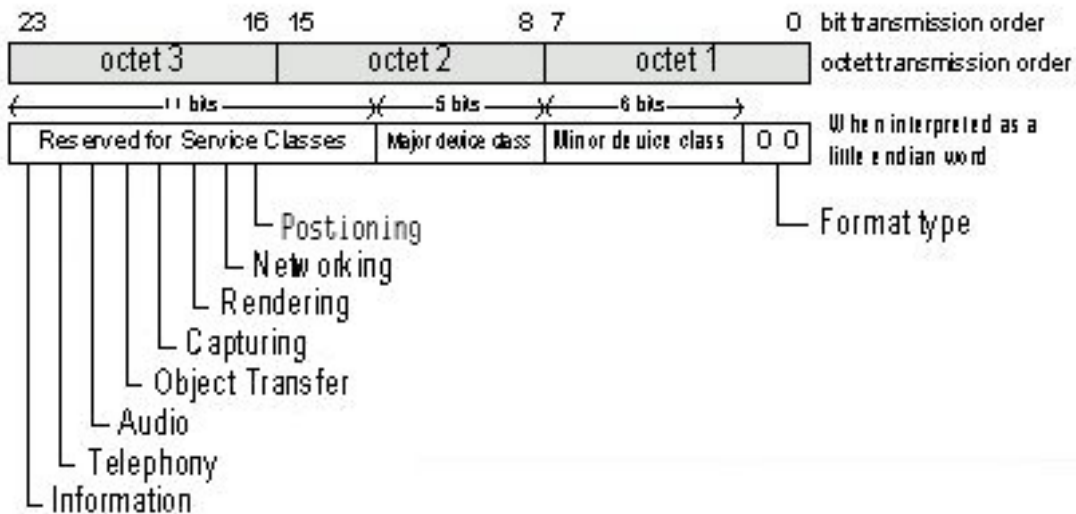 23 16 15 8 7 0 bit transmission order
octet 3 octet 2 octet 1 octet transmission order
11 bits 5 bits 6 bits
Reserved for Service Classes Major device class Minor device class 0 0 When interpreted as a
little endian word
Postioning Format type
Networking
Rendering
Capturing
Object Transfer
Audio
Telephony
Information